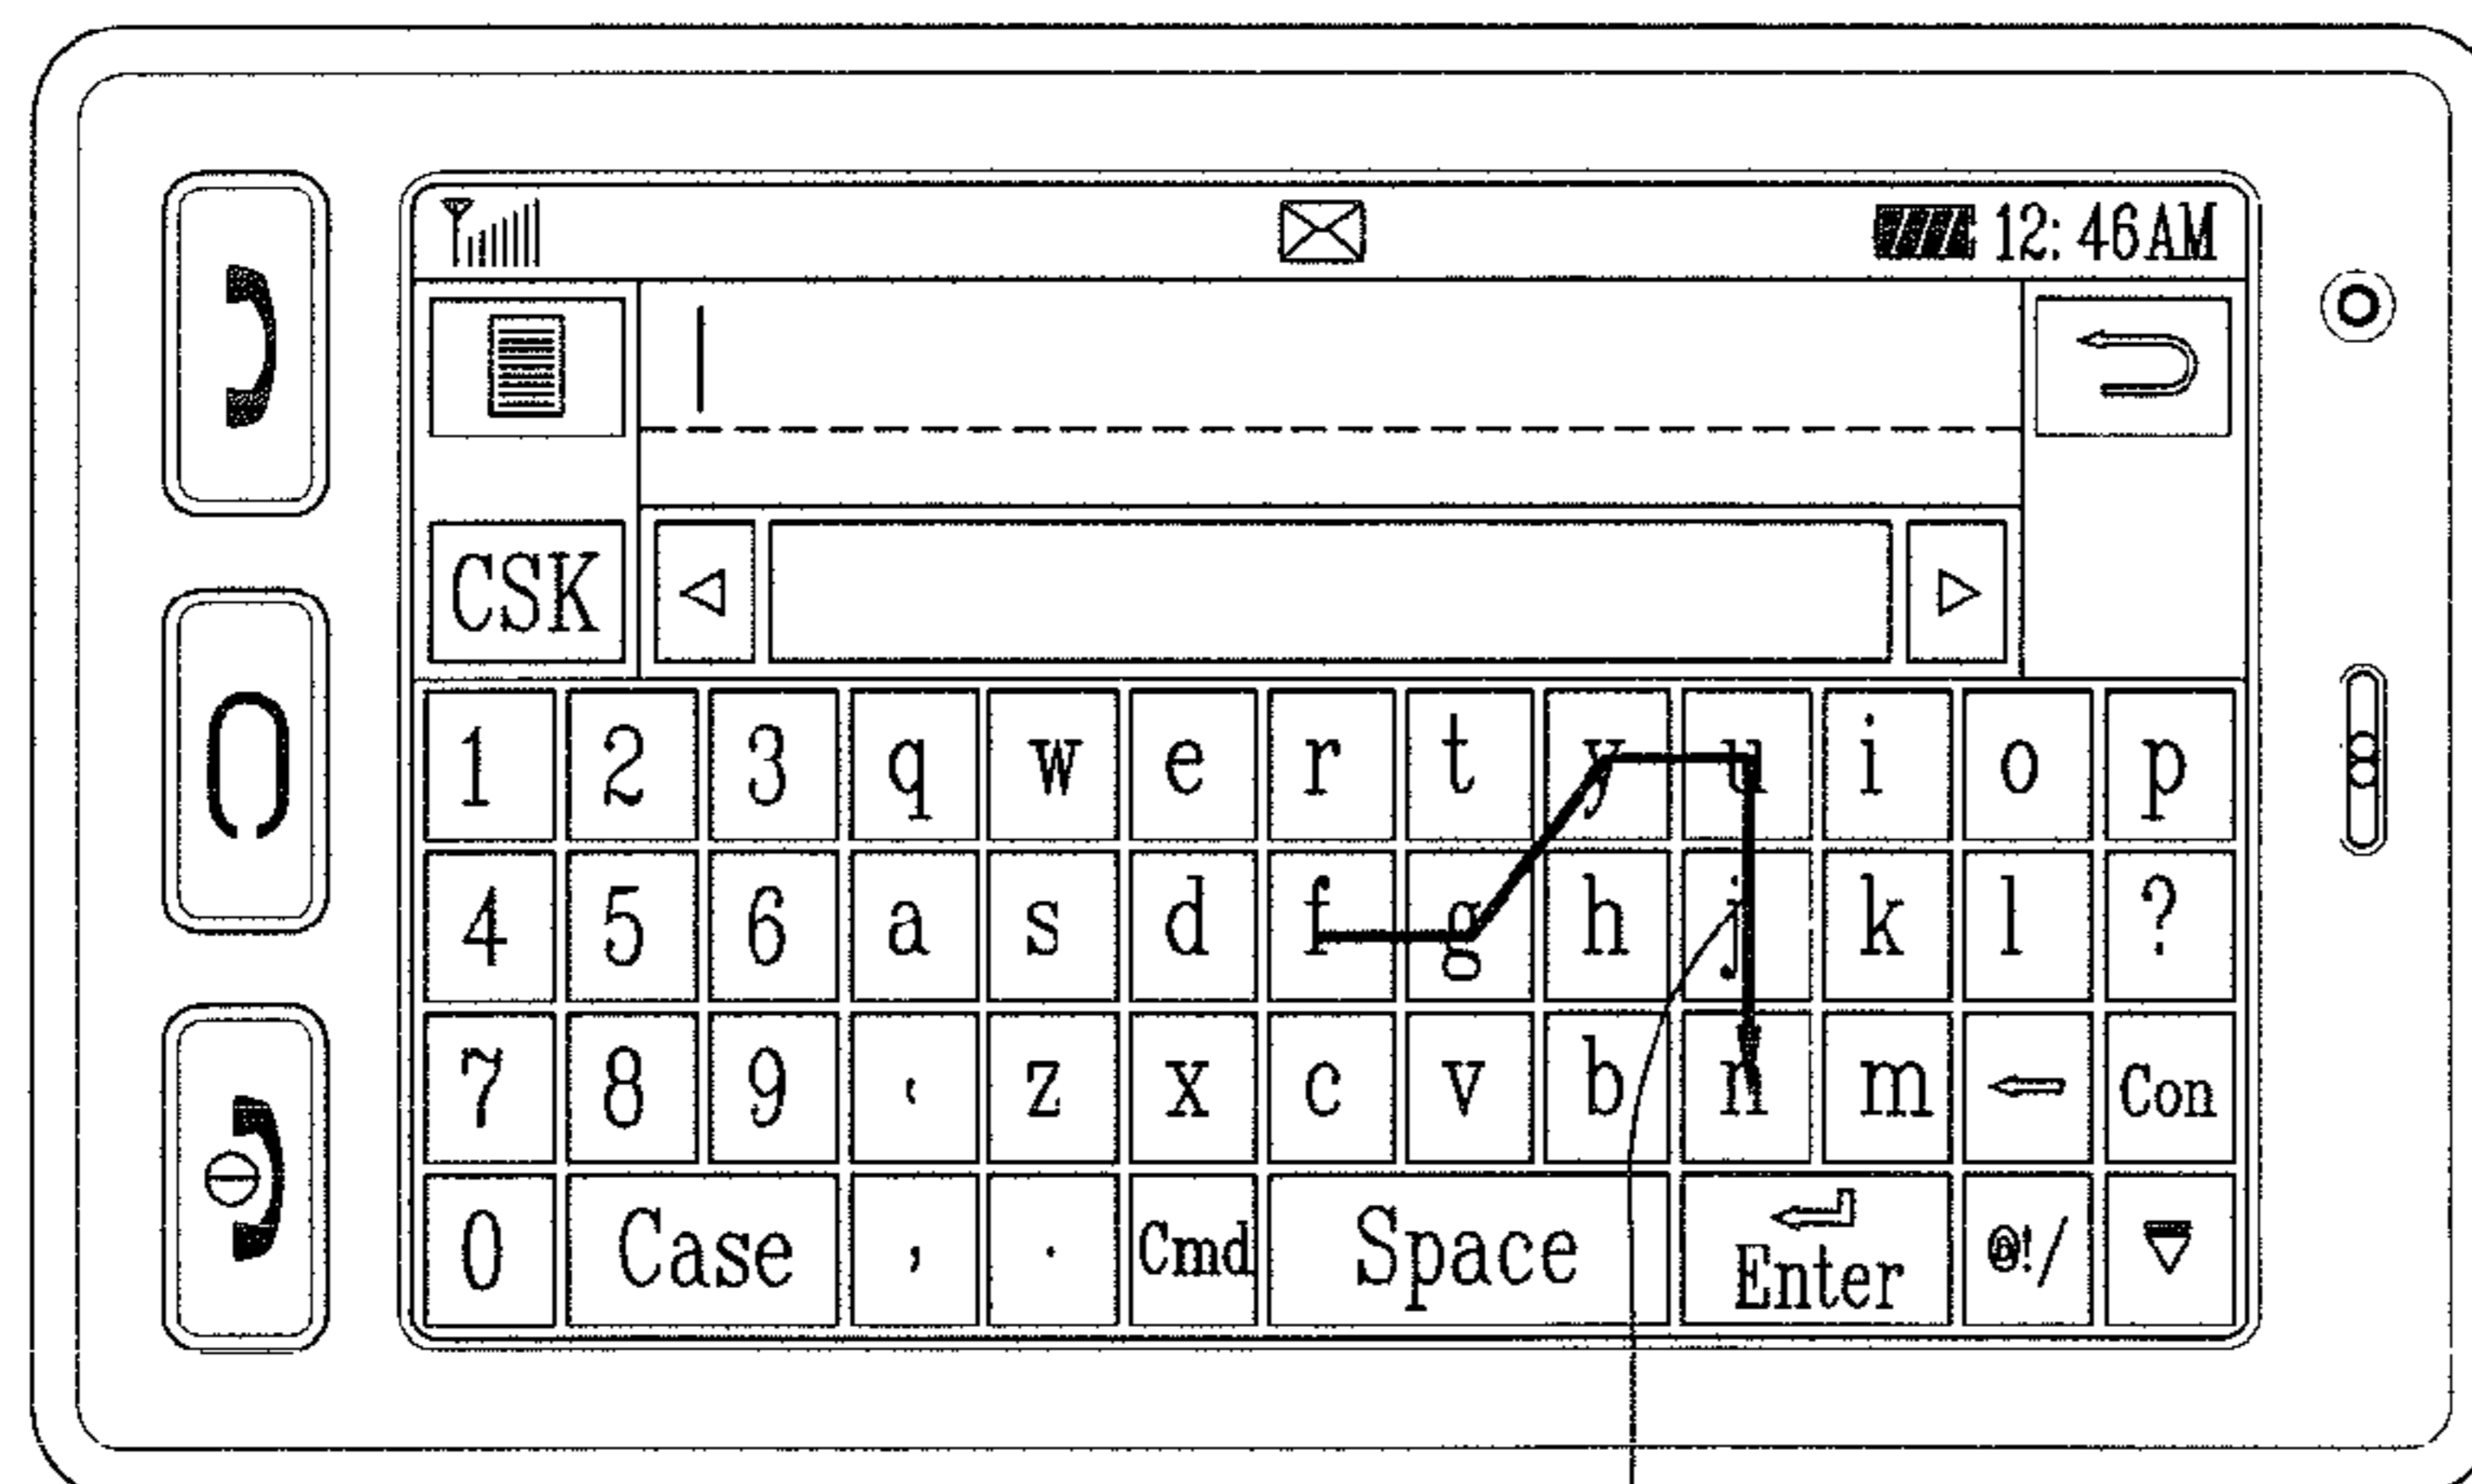 12:46AM
CSK
1 2 3 q w e r t y u i o p
4 5 6 a s d f g h j k l ?
7 8 9 ‘ z x c v b n m Con
0 Case , . Cmd Space Enter @!/